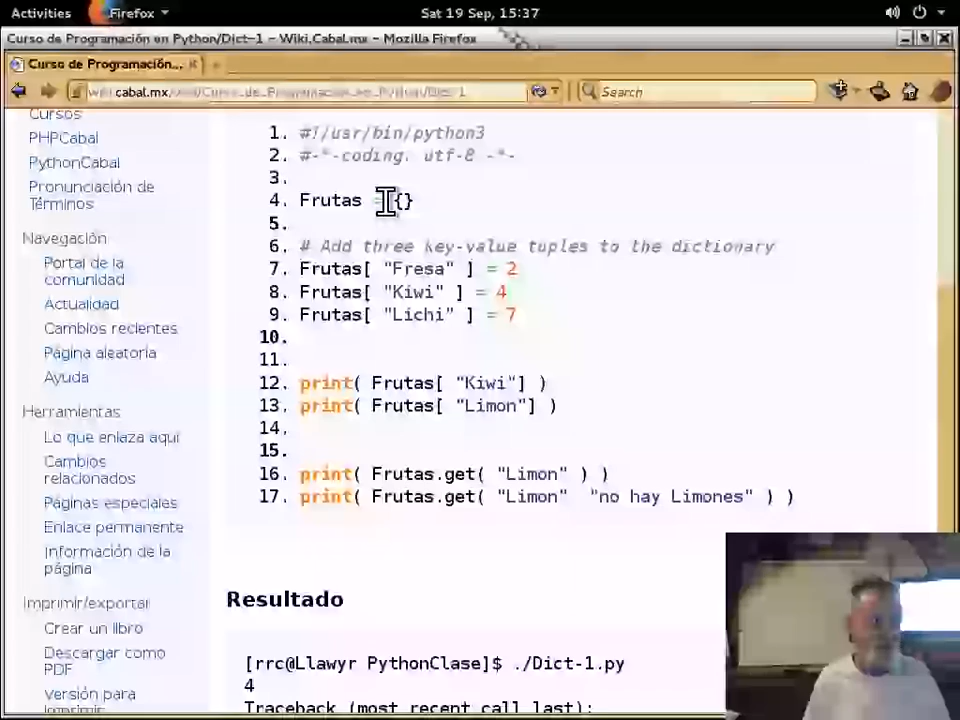 Activities Firefox Sat 19 Sep, 15:37
Curso de Programación en Python/Dict-1 - Wiki.Cabal.mx - Mozilla Firefox
Curso de Programación...
wiki.cabal.mx/ Curso_de_Programacion_en_Python/Dict-1 Search
Cursos
PHPCabal
PythonCabal
Pronunciación de
Términos
Navegación
Portal de la
comunidad
Actualidad
Cambios recientes
Página aleatoria
Ayuda
Herramientas
Lo que enlaza aquí
Cambios
relacionados
Páginas especiales
Enlace permanente
Información de la
página
Imprimir/exportar
Crear un libro
Descargar como
PDF
Versión para
imprimir
1. #!/usr/bin/python3
2. #-*-coding. utf-8 -*-
3.
4. Frutas = {}
5.
6. # Add three key-value tuples to the dictionary
7. Frutas[ "Fresa" ] = 2
8. Frutas[ "Kiwi" ] = 4
9. Frutas[ "Lichi" ] = 7
10.
11.
12. print( Frutas[ "Kiwi"] )
13. print( Frutas[ "Limon"] )
14.
15.
16. print( Frutas.get( "Limon" ) )
17. print( Frutas.get( "Limon" "no hay Limones" ) )
Resultado
[rrc@Llawyr PythonClase]$ ./Dict-1.py
4
Traceback (most recent call last):